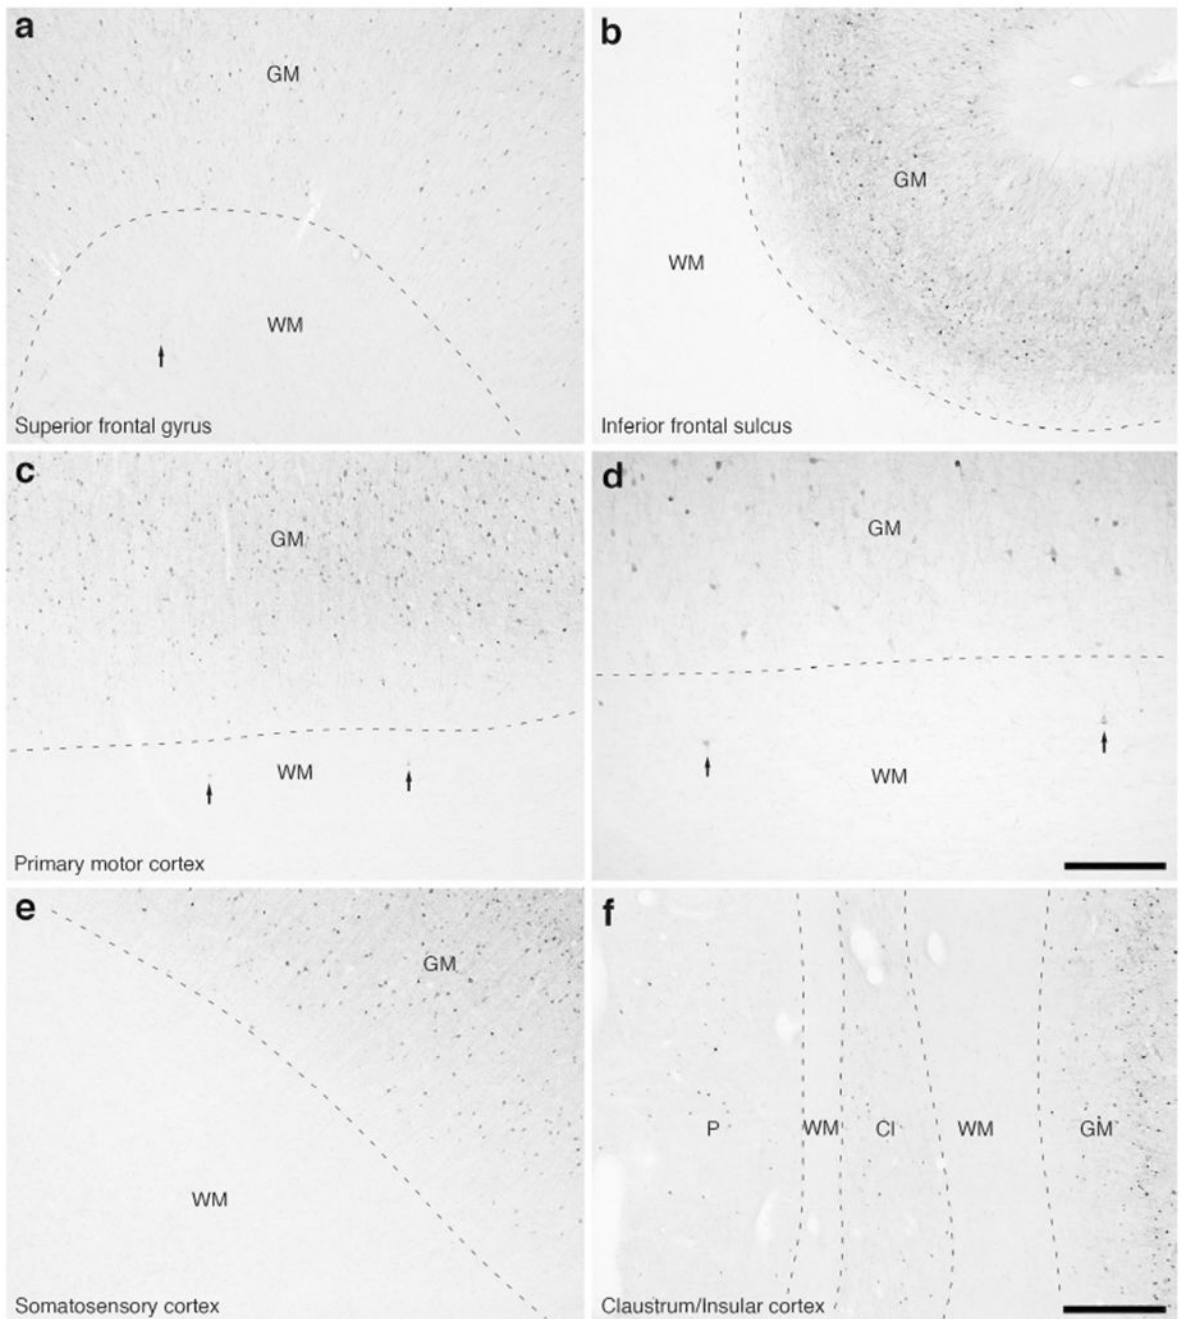 a
GM
WM
Superior frontal gyrus
b
GM
WM
Inferior frontal sulcus
c
GM
WM
Primary motor cortex
d
GM
WM
e
GM
WM
Somatosensory cortex
f
P
WM
Cl
WM
GM
Claustrum/Insular cortex